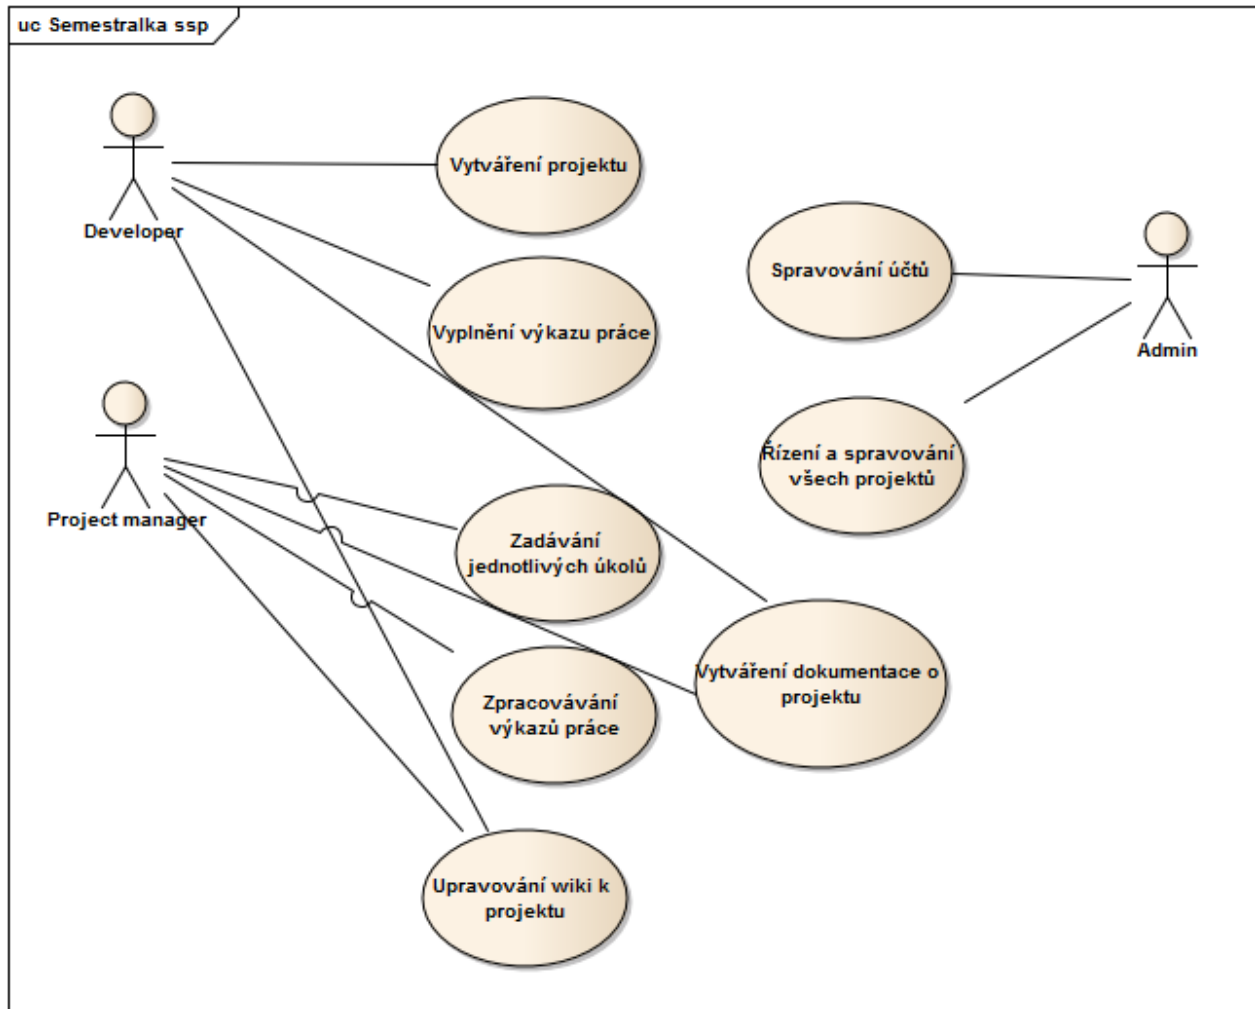 uc Semestralka ssp
Developer
Vytváření projektu
Vyplnění výkazu práce
Spravování účtů
Admin
Řízení a spravování
všech projektů
Project manager
Zadávání
jednotlivých úkolů
Vytváření dokumentace o
projektu
Zpracovávání
výkazů práce
Upravování wiki k
projektu